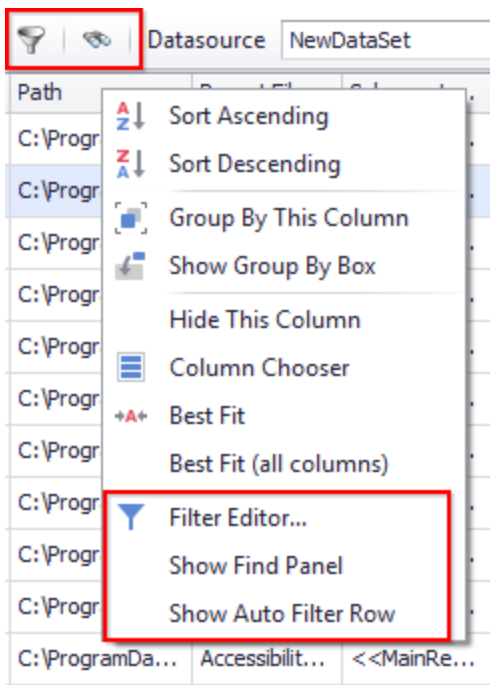 Datasource NewDataSet
Path
Sort Ascending
C:\Progr
Sort Descending
C:\Progr
Group By This Column
C:\Progr
Show Group By Box
C:\Progr
Hide This Column
C:\Progr
Column Chooser
C:\Progr
Best Fit
C:\Progr
Best Fit (all columns)
C:\Progr
Filter Editor...
C:\Progr
Show Find Panel
C:\Progr
Show Auto Filter Row
C:\ProgramDa... Accessibilit... <<MainRe...